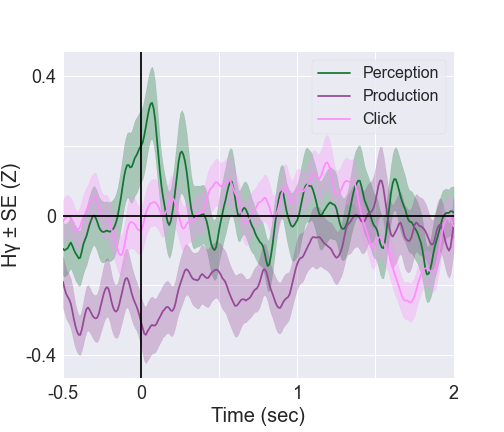 Perception
Production
Click
Hγ ± SE (Z)
0.4
0
-0.4
-0.5 0 1 2
Time (sec)